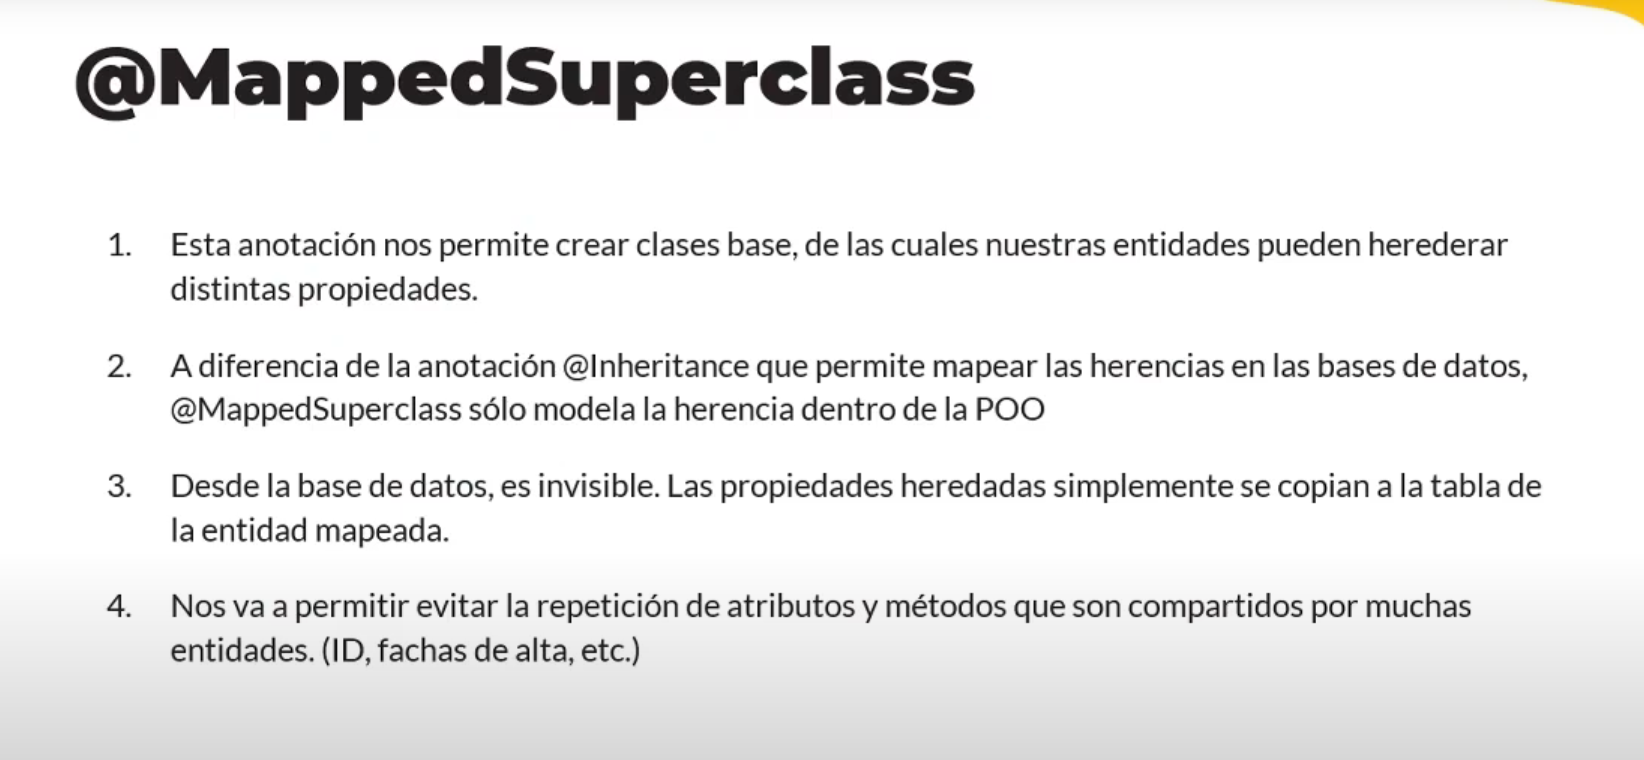 @MappedSuperclass
1. Esta anotación nos permite crear clases base, de las cuales nuestras entidades pueden herederar
distintas propiedades.
2. A diferencia de la anotación @Inheritance que permite mapear las herencias en las bases de datos,
@MappedSuperclass sólo modela la herencia dentro de la POO
3. Desde la base de datos, es invisible. Las propiedades heredadas simplemente se copian a la tabla de
la entidad mapeada.
4. Nos va a permitir evitar la repetición de atributos y métodos que son compartidos por muchas
entidades. (ID, fachas de alta, etc.)